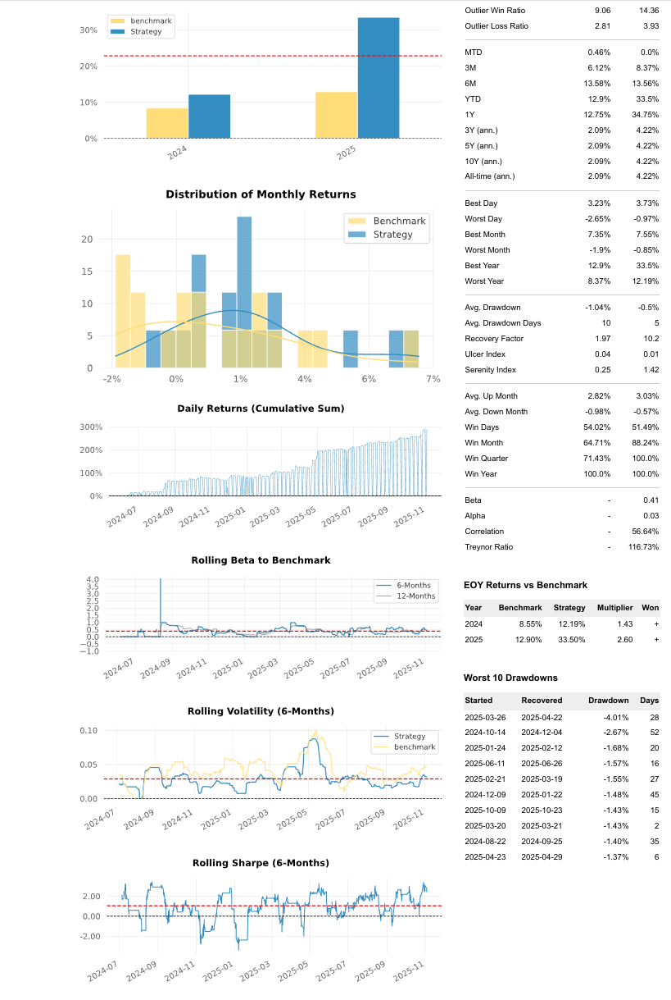 benchmark
Strategy
30%
20%
10%
0%
2024
2025
Distribution of Monthly Returns
Benchmark
Strategy
20
15
10
5
0
-2% 0% 1% 4% 6% 7%
Daily Returns (Cumulative Sum)
300%
200%
100%
0%
2024-07 2024-09 2024-11 2025-01 2025-03 2025-05 2025-07 2025-09 2025-11
Rolling Beta to Benchmark
6-Months
12-Months
4.0
3.5
3.0
2.5
2.0
1.5
1.0
0.5
0.0
−0.5
−1.0
2024-07 2024-09 2024-11 2025-01 2025-03 2025-05 2025-07 2025-09 2025-11
Rolling Volatility (6-Months)
Strategy
benchmark
0.10
0.05
0.00
2024-07 2024-09 2024-11 2025-01 2025-03 2025-05 2025-07 2025-09 2025-11
Rolling Sharpe (6-Months)
2.00
0.00
-2.00
2024-07 2024-09 2024-11 2025-01 2025-03 2025-05 2025-07 2025-09 2025-11
Outlier Win Ratio 9.06 14.36
Outlier Loss Ratio 2.81 3.93
MTD 0.46% 0.0%
3M 6.12% 8.37%
6M 13.58% 13.56%
YTD 12.9% 33.5%
1Y 12.75% 34.75%
3Y (ann.) 2.09% 4.22%
5Y (ann.) 2.09% 4.22%
10Y (ann.) 2.09% 4.22%
All-time (ann.) 2.09% 4.22%
Best Day 3.23% 3.73%
Worst Day -2.65% -0.97%
Best Month 7.35% 7.55%
Worst Month -1.9% -0.85%
Best Year 12.9% 33.5%
Worst Year 8.37% 12.19%
Avg. Drawdown -1.04% -0.5%
Avg. Drawdown Days 10 5
Recovery Factor 1.97 10.2
Ulcer Index 0.04 0.01
Serenity Index 0.25 1.42
Avg. Up Month 2.82% 3.03%
Avg. Down Month -0.98% -0.57%
Win Days 54.02% 51.49%
Win Month 64.71% 88.24%
Win Quarter 71.43% 100.0%
Win Year 100.0% 100.0%
Beta - 0.41
Alpha - 0.03
Correlation - 56.64%
Treynor Ratio - 116.73%
EOY Returns vs Benchmark
Year Benchmark Strategy Multiplier Won
2024 8.55% 12.19% 1.43 +
2025 12.90% 33.50% 2.60 +
Worst 10 Drawdowns
Started Recovered Drawdown Days
2025-03-26 2025-04-22 -4.01% 28
2024-10-14 2024-12-04 -2.67% 52
2025-01-24 2025-02-12 -1.68% 20
2025-06-11 2025-06-26 -1.57% 16
2025-02-21 2025-03-19 -1.55% 27
2024-12-09 2025-01-22 -1.48% 45
2025-10-09 2025-10-23 -1.43% 15
2025-03-20 2025-03-21 -1.43% 2
2024-08-22 2024-09-25 -1.40% 35
2025-04-23 2025-04-29 -1.37% 6